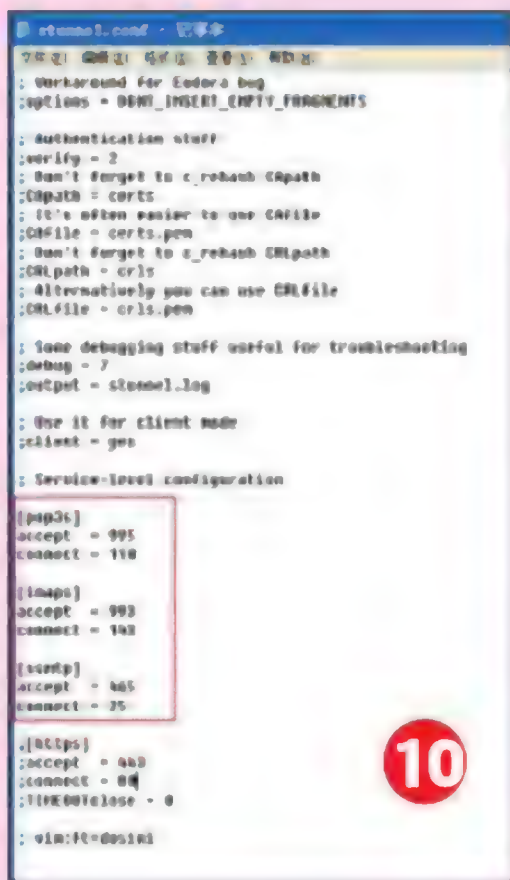 stunnel.conf - 记事本
; Workaround for Eudora bug
;options = DONT_INSERT_EMPTY_FRAGMENTS
; Authentication stuff
;verify = 2
; Don't forget to c_rehash CApath
;CApath = certs
; It's often easier to use CAfile
;CAfile = certs.pem
; Don't forget to c_rehash CRLpath
;CRLpath = crls
; Alternatively you can use CRLfile
;CRLfile = crls.pem
; Some debugging stuff useful for troubleshooting
;debug = 7
;output = stunnel.log
; Use it for client mode
;client = yes
; Service-level configuration
[pop3s]
accept = 995
connect = 110
[imaps]
accept = 993
connect = 143
[ssmtp]
accept = 465
connect = 25
;[https]
;accept = 443
;connect = 80
;TIMEOUTclose = 0
; vim:ft=dosini
10